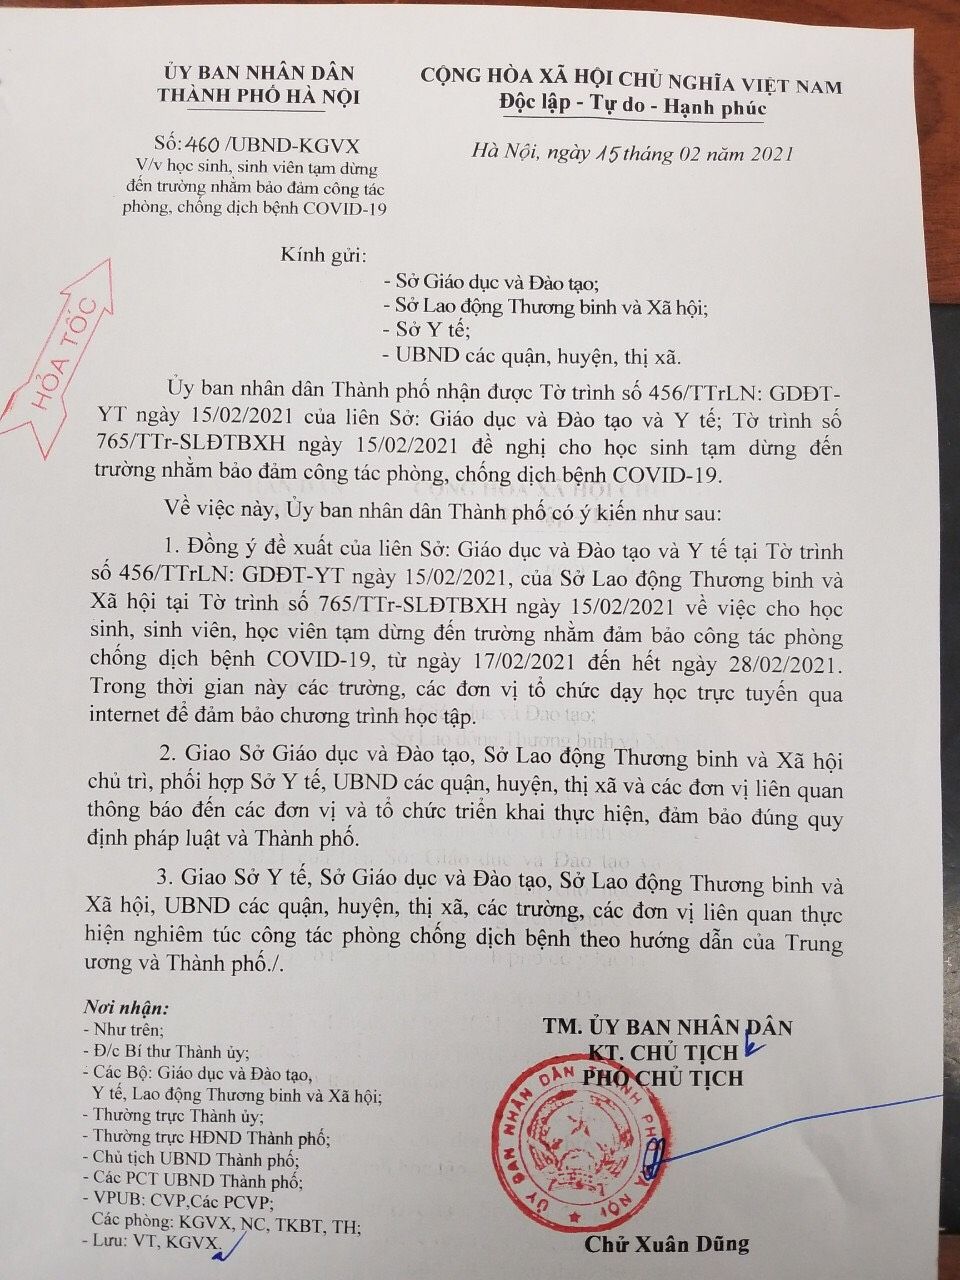 ỦY BAN NHÂN DÂN
THÀNH PHỐ HÀ NỘI
CỘNG HÒA XÃ HỘI CHỦ NGHĨA VIỆT NAM
Độc lập - Tự do - Hạnh phúc
Số: 460 /UBND-KGVX
V/v học sinh, sinh viên tạm dừng
đến trường nhằm bảo đảm công tác
phòng, chống dịch bệnh COVID-19
Hà Nội, ngày 15 tháng 02 năm 2021
HỎA TỐC
Kính gửi:
- Sở Giáo dục và Đào tạo;
- Sở Lao động Thương binh và Xã hội;
- Sở Y tế;
- UBND các quận, huyện, thị xã.
Ủy ban nhân dân Thành phố nhận được Tờ trình số 456/TTrLN: GDĐT-
YT ngày 15/02/2021 của liên Sở: Giáo dục và Đào tạo và Y tế; Tờ trình số
765/TTr-SLĐTBXH ngày 15/02/2021 đề nghị cho học sinh tạm dừng đến
trường nhằm bảo đảm công tác phòng, chống dịch bệnh COVID-19.
Về việc này, Ủy ban nhân dân Thành phố có ý kiến như sau:
1. Đồng ý đề xuất của liên Sở: Giáo dục và Đào tạo và Y tế tại Tờ trình
số 456/TTrLN: GDĐT-YT ngày 15/02/2021, của Sở Lao động Thương binh và
Xã hội tại Tờ trình số 765/TTr-SLĐTBXH ngày 15/02/2021 về việc cho học
sinh, sinh viên, học viên tạm dừng đến trường nhằm đảm bảo công tác phòng
chống dịch bệnh COVID-19, từ ngày 17/02/2021 đến hết ngày 28/02/2021.
Trong thời gian này các trường, các đơn vị tổ chức dạy học trực tuyến qua
internet để đảm bảo chương trình học tập.
2. Giao Sở Giáo dục và Đào tạo, Sở Lao động Thương binh và Xã hội
chủ trì, phối hợp Sở Y tế, UBND các quận, huyện, thị xã và các đơn vị liên quan
thông báo đến các đơn vị và tổ chức triển khai thực hiện, đảm bảo đúng quy
định pháp luật và Thành phố.
3. Giao Sở Y tế, Sở Giáo dục và Đào tạo, Sở Lao động Thương binh và
Xã hội, UBND các quận, huyện, thị xã, các trường, các đơn vị liên quan thực
hiện nghiêm túc công tác phòng chống dịch bệnh theo hướng dẫn của Trung
ương và Thành phố./.
Nơi nhận:
- Như trên;
- Đ/c Bí thư Thành ủy;
- Các Bộ: Giáo dục và Đào tạo,
Y tế, Lao động Thương binh và Xã hội;
- Thường trực Thành ủy;
- Thường trực HĐND Thành phố;
- Chủ tịch UBND Thành phố;
- Các PCT UBND Thành phố;
- VPUB: CVP,Các PCVP;
Các phòng: KGVX, NC, TKBT, TH;
- Lưu: VT, KGVX.
TM. ỦY BAN NHÂN DÂN
KT. CHỦ TỊCH
PHÓ CHỦ TỊCH
ỦY BAN NHÂN DÂN THÀNH PHỐ HÀ NỘI
Chử Xuân Dũng